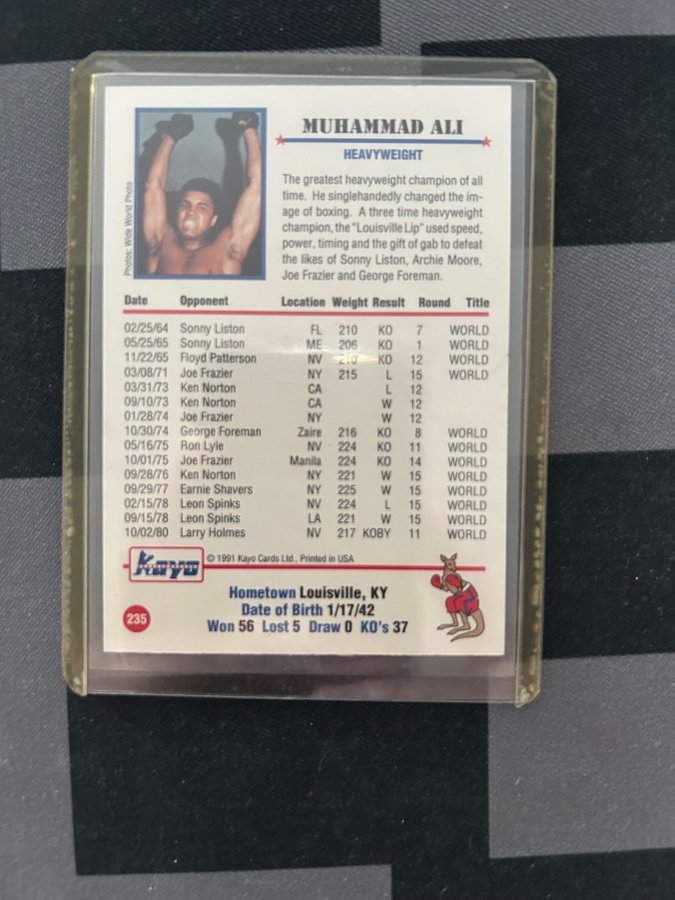 MUHAMMAD ALI
HEAVYWEIGHT
The greatest heavyweight champion of all
time. He singlehandedly changed the im-
age of boxing. A three time heavyweight
champion, the "Louisville Lip" used speed,
power, timing and the gift of gab to defeat
the likes of Sonny Liston, Archie Moore,
Joe Frazier and George Foreman.
Photos: Wide World Photo
Date Opponent Location Weight Result Round Title
02/25/64 Sonny Liston FL 210 KO 7 WORLD
05/25/65 Sonny Liston ME 206 KO 1 WORLD
11/22/65 Floyd Patterson NV 210 KO 12 WORLD
03/08/71 Joe Frazier NY 215 L 15 WORLD
03/31/73 Ken Norton CA L 12
09/10/73 Ken Norton CA W 12
01/28/74 Joe Frazier NY W 12
10/30/74 George Foreman Zaire 216 KO 8 WORLD
05/16/75 Ron Lyle NV 224 KO 11 WORLD
10/01/75 Joe Frazier Manila 224 KO 14 WORLD
09/28/76 Ken Norton NY 221 W 15 WORLD
09/29/77 Earnie Shavers NY 225 W 15 WORLD
02/15/78 Leon Spinks NV 224 L 15 WORLD
09/15/78 Leon Spinks LA 221 W 15 WORLD
10/02/80 Larry Holmes NV 217 KOBY 11 WORLD
Kayo © 1991 Kayo Cards Ltd., Printed in USA
Hometown Louisville, KY
Date of Birth 1/17/42
235 Won 56 Lost 5 Draw 0 KO's 37